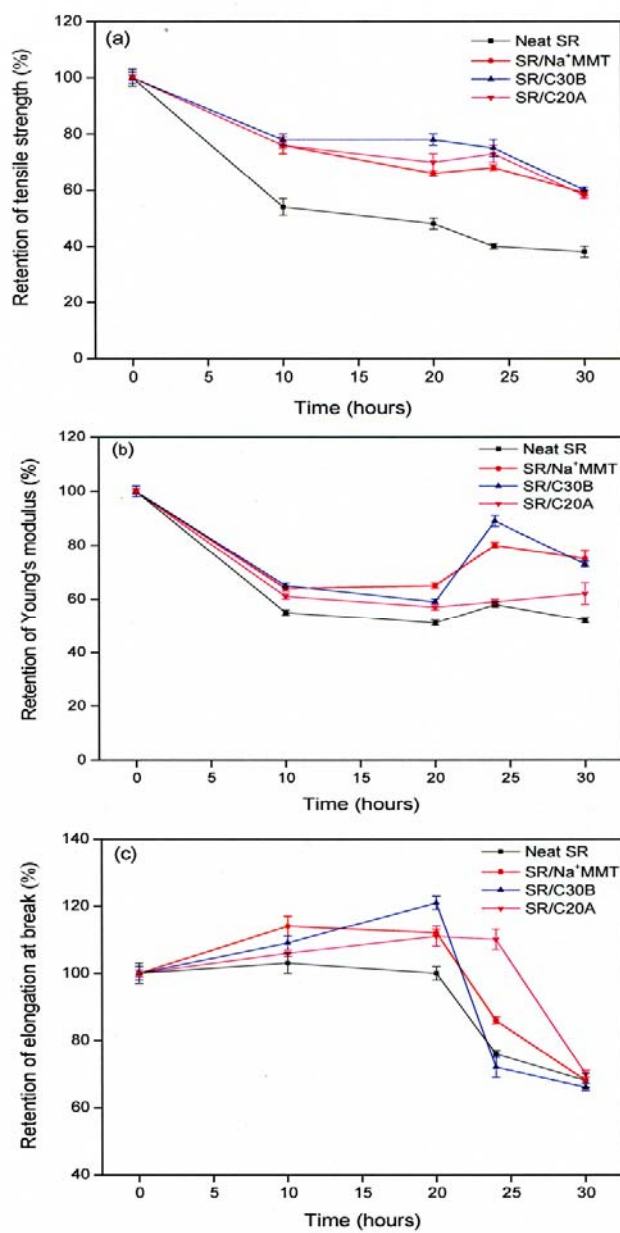 120
(a)
Neat SR
SR/Na⁺MMT
100
SR/C30B
SR/C20A
80
60
40
20
0
Retention of tensile strength (%)
0 5 10 15 20 25 30
Time (hours)
120
(b)
Neat SR
SR/Na⁺MMT
100
SR/C30B
SR/C20A
80
60
40
20
0
Retention of Young's modulus (%)
0 5 10 15 20 25 30
Time (hours)
140
(c)
Neat SR
SR/Na⁺MMT
SR/C30B
120
SR/C20A
100
80
60
40
Retention of elongation at break (%)
0 5 10 15 20 25 30
Time (hours)